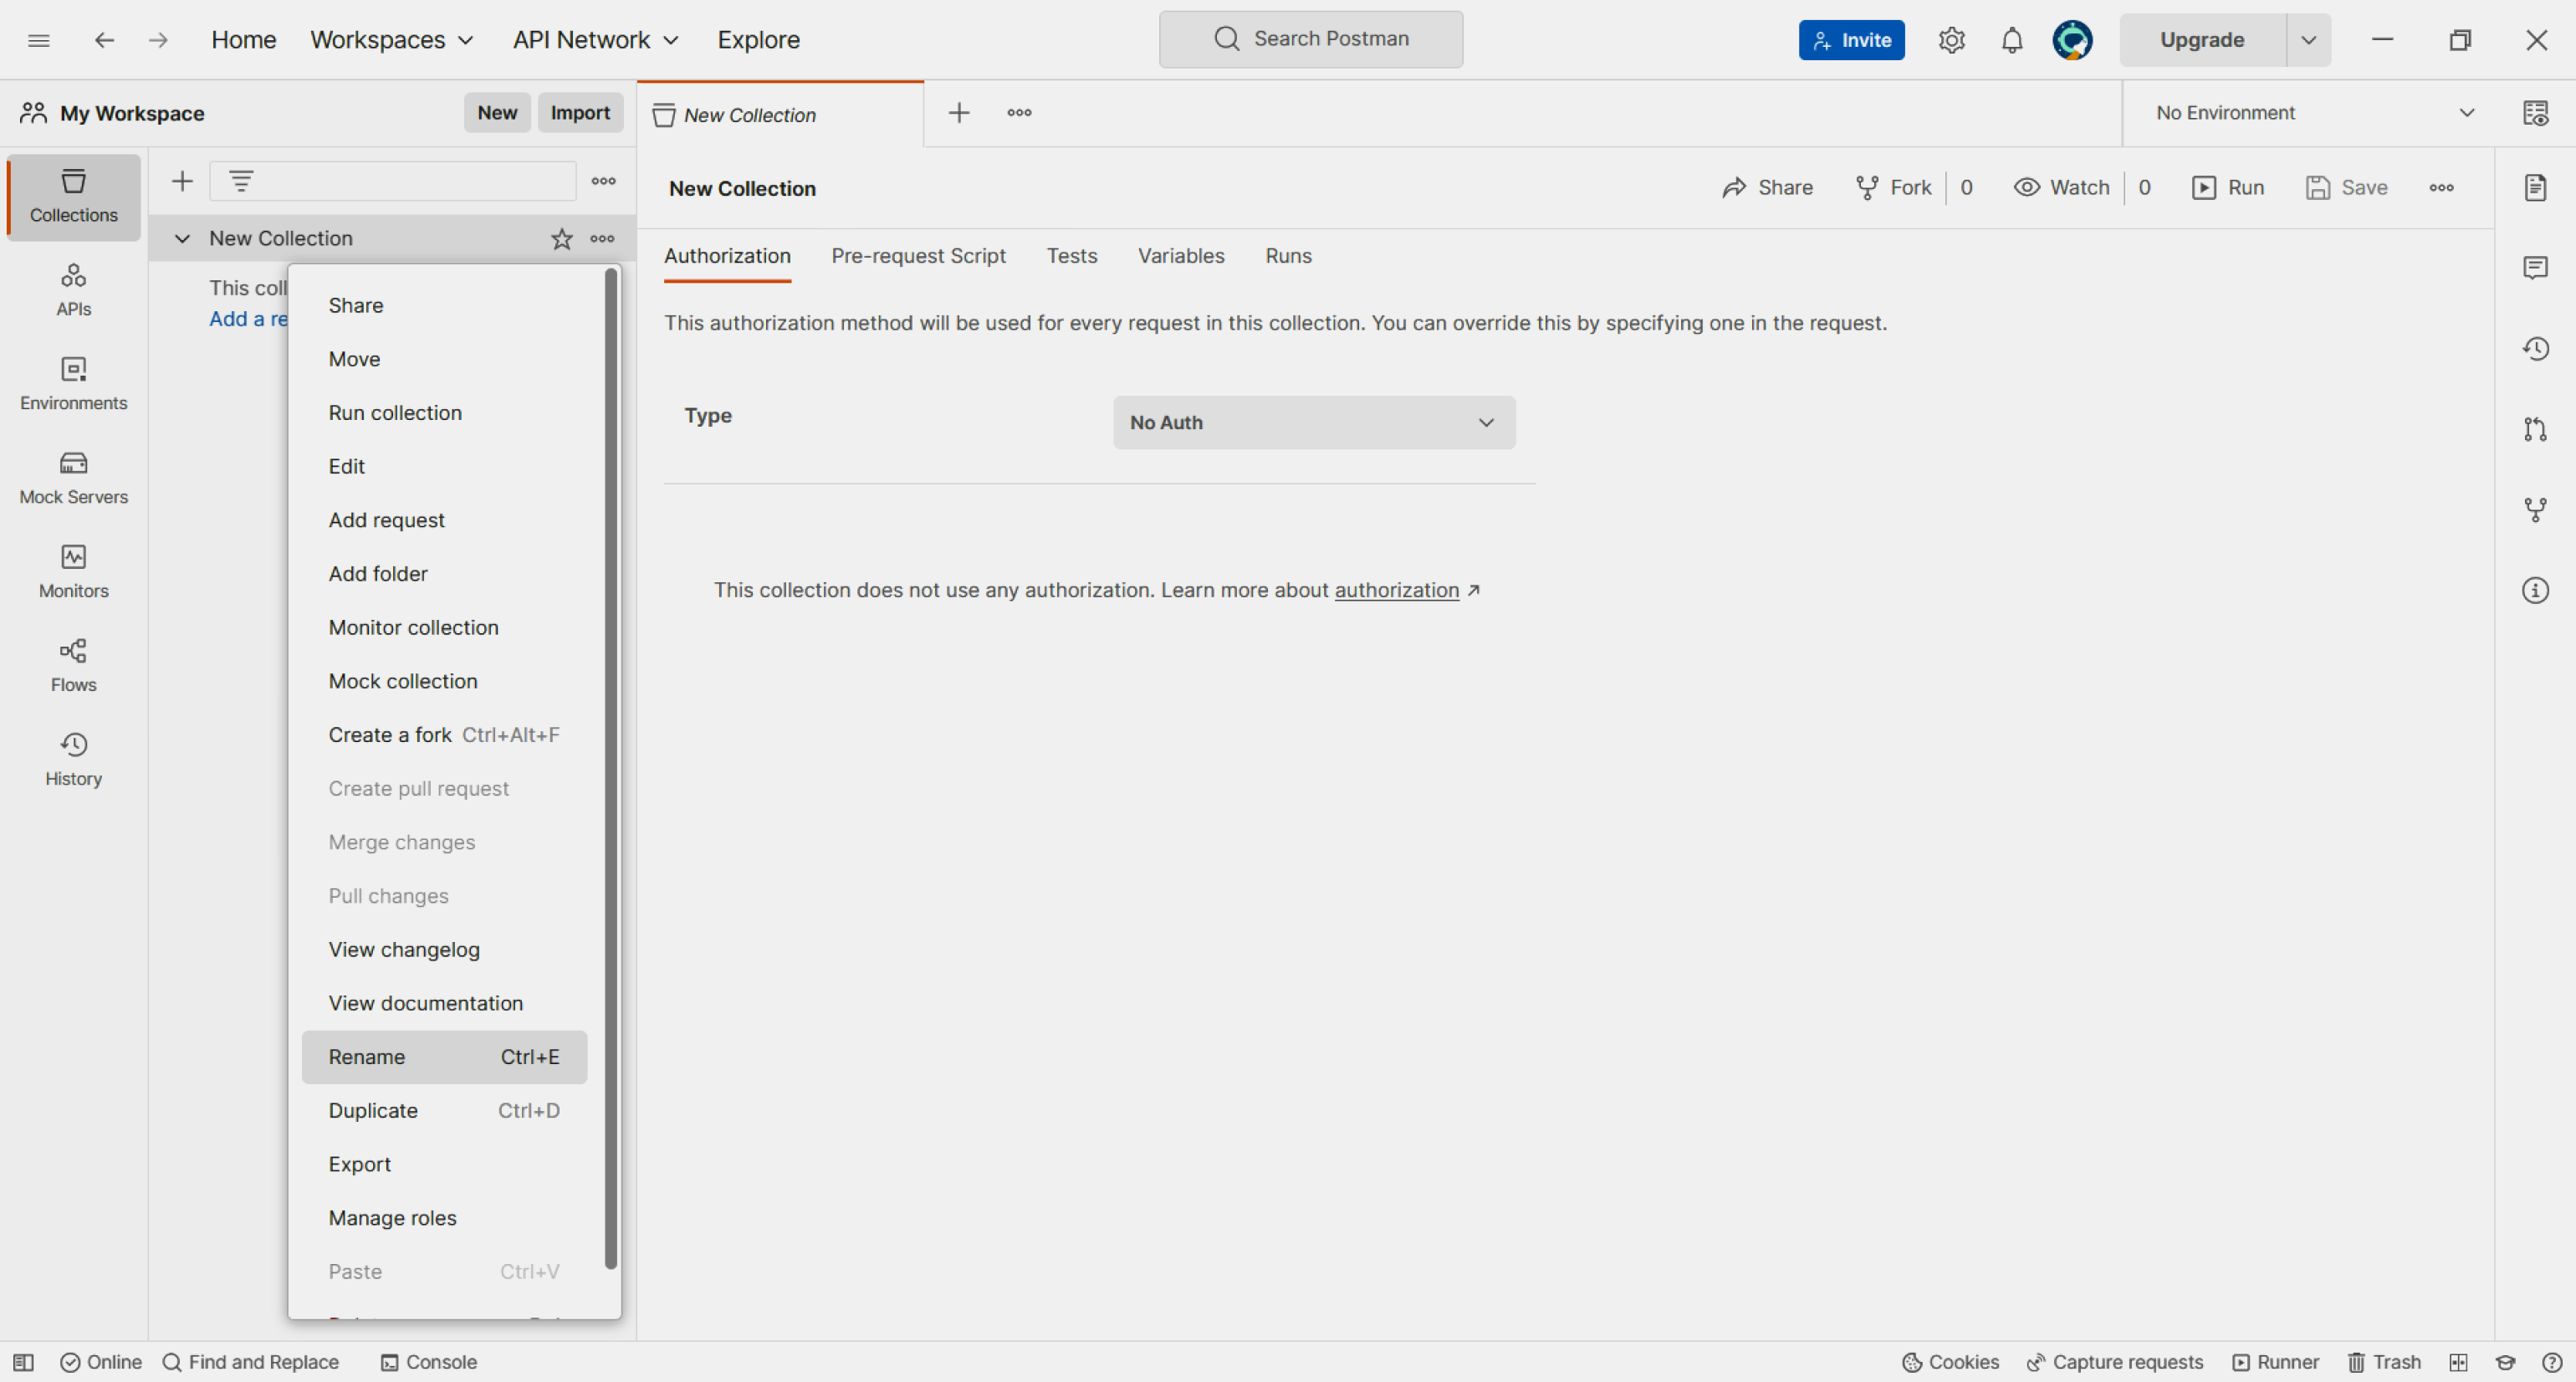 Home
Workspaces
API Network
Explore
Search Postman
Invite
Upgrade
My Workspace
New
Import
New Collection
No Environment
Collections
APIs
Environments
Mock Servers
Monitors
Flows
History
New Collection
This coll
Add a re
Share
Move
Run collection
Edit
Add request
Add folder
Monitor collection
Mock collection
Create a fork Ctrl+Alt+F
Create pull request
Merge changes
Pull changes
View changelog
View documentation
Rename Ctrl+E
Duplicate Ctrl+D
Export
Manage roles
Paste Ctrl+V
New Collection
Share
Fork 0
Watch 0
Run
Save
Authorization
Pre-request Script
Tests
Variables
Runs
This authorization method will be used for every request in this collection. You can override this by specifying one in the request.
Type
No Auth
This collection does not use any authorization. Learn more about authorization ↗
Online
Find and Replace
Console
Cookies
Capture requests
Runner
Trash